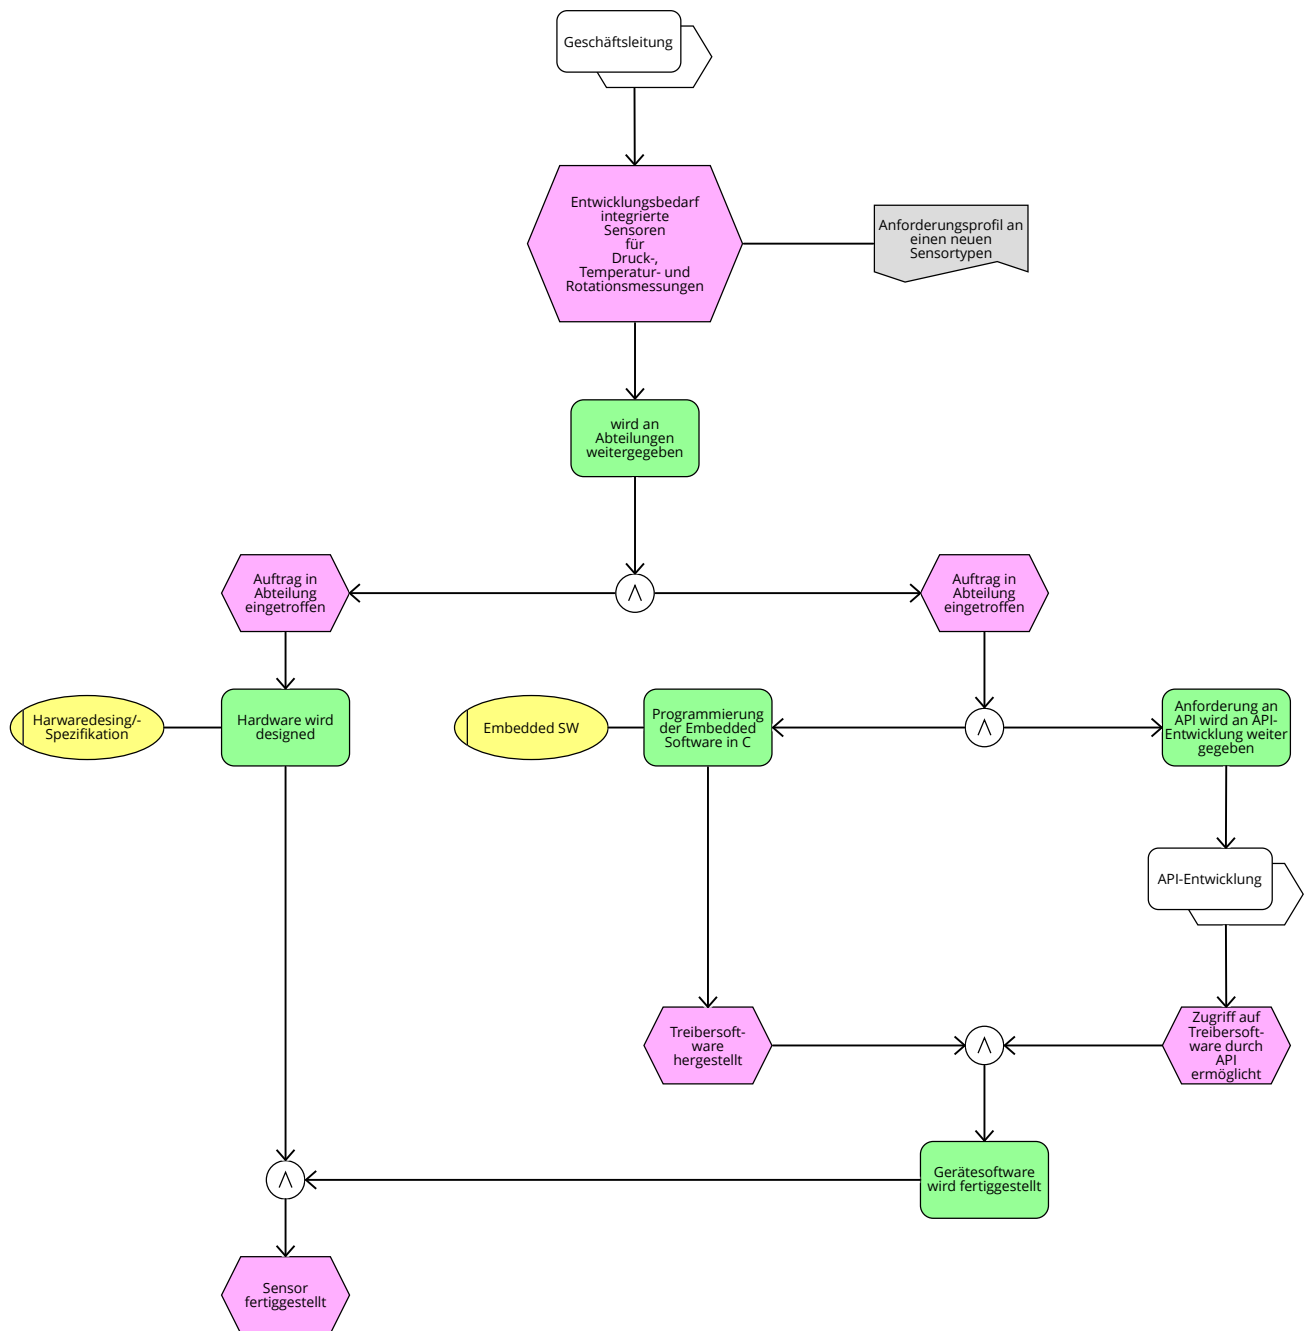 Geschäftsleitung
Entwicklungsbedarf
integrierte
Sensoren
für
Druck-,
Temperatur- und
Rotationsmessungen
Anforderungsprofil an
einen neuen
Sensortypen
wird an
Abteilungen
weitergegeben
Auftrag in
Abteilung
eingetroffen
Auftrag in
Abteilung
eingetroffen
Harwaredesing/-
Spezifikation
Hardware wird
designed
Embedded SW
Programmierung
der Embedded
Software in C
Anforderung an
API wird an API-
Entwicklung weiter
gegeben
API-Entwicklung
Treibersoft-
ware
hergestellt
Zugriff auf
Treibersoft-
ware durch
API
ermöglicht
Gerätesoftware
wird fertiggestellt
Sensor
fertiggestellt